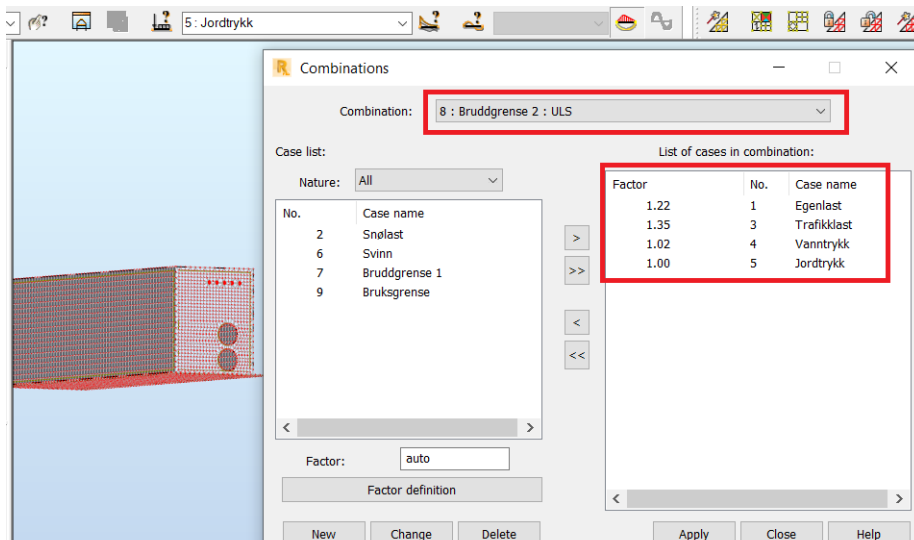 5 : Jordtrykk
Combinations
Combination: 8 : Bruddgrense 2 : ULS
Case list:
Nature: All
No. Case name
2 Snølast
6 Svinn
7 Bruddgrense 1
9 Bruksgrense
>
>>
<
<<
List of cases in combination:
Factor No. Case name
1.22 1 Egenlast
1.35 3 Trafikklast
1.02 4 Vanntrykk
1.00 5 Jordtrykk
Factor: auto
Factor definition
New Change Delete
Apply Close Help